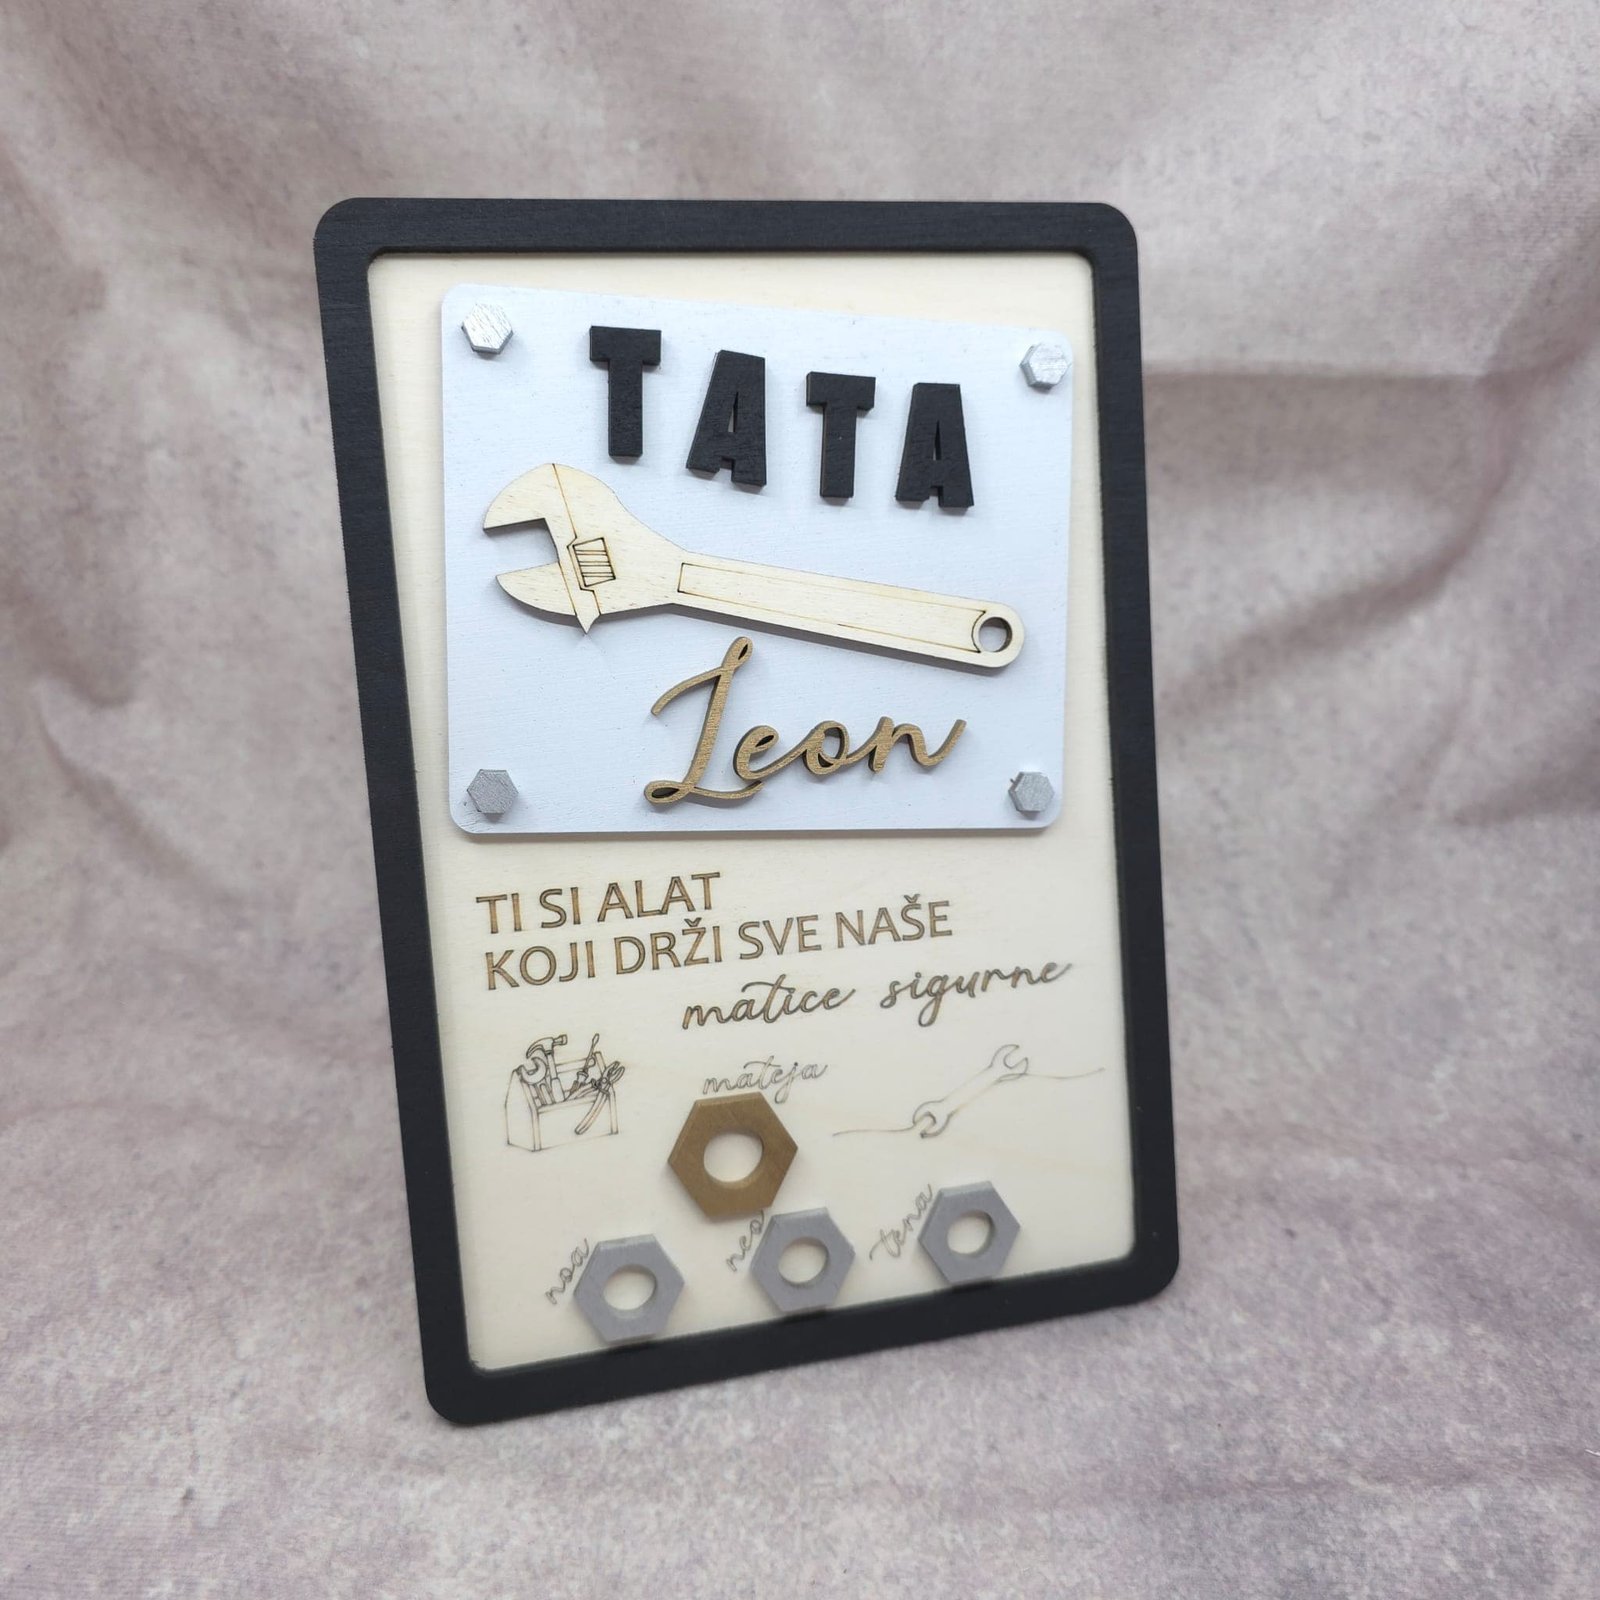 TATA
Leon
TI SI ALAT
KOJI DRŽI SVE NAŠE
matice sigurne
mateja
noa
neo
tena